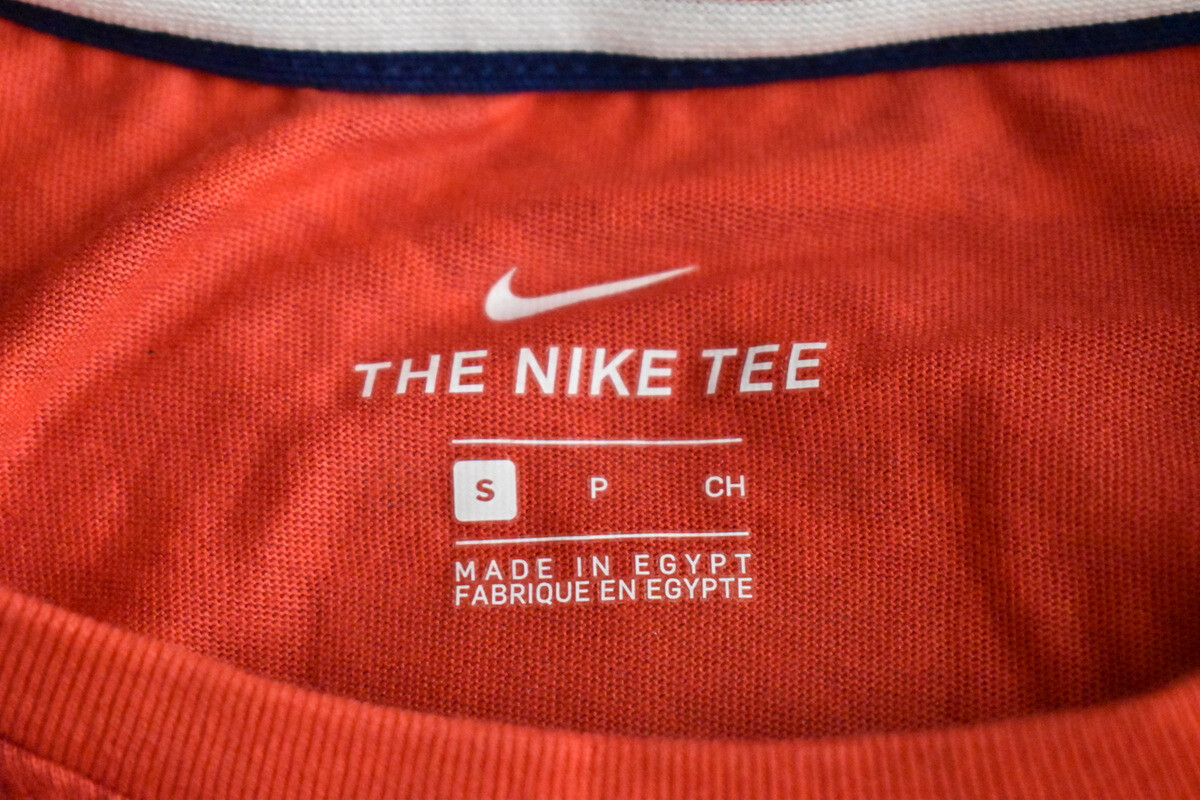 THE NIKE TEE
S P CH
MADE IN EGYPT
FABRIQUE EN EGYPTE